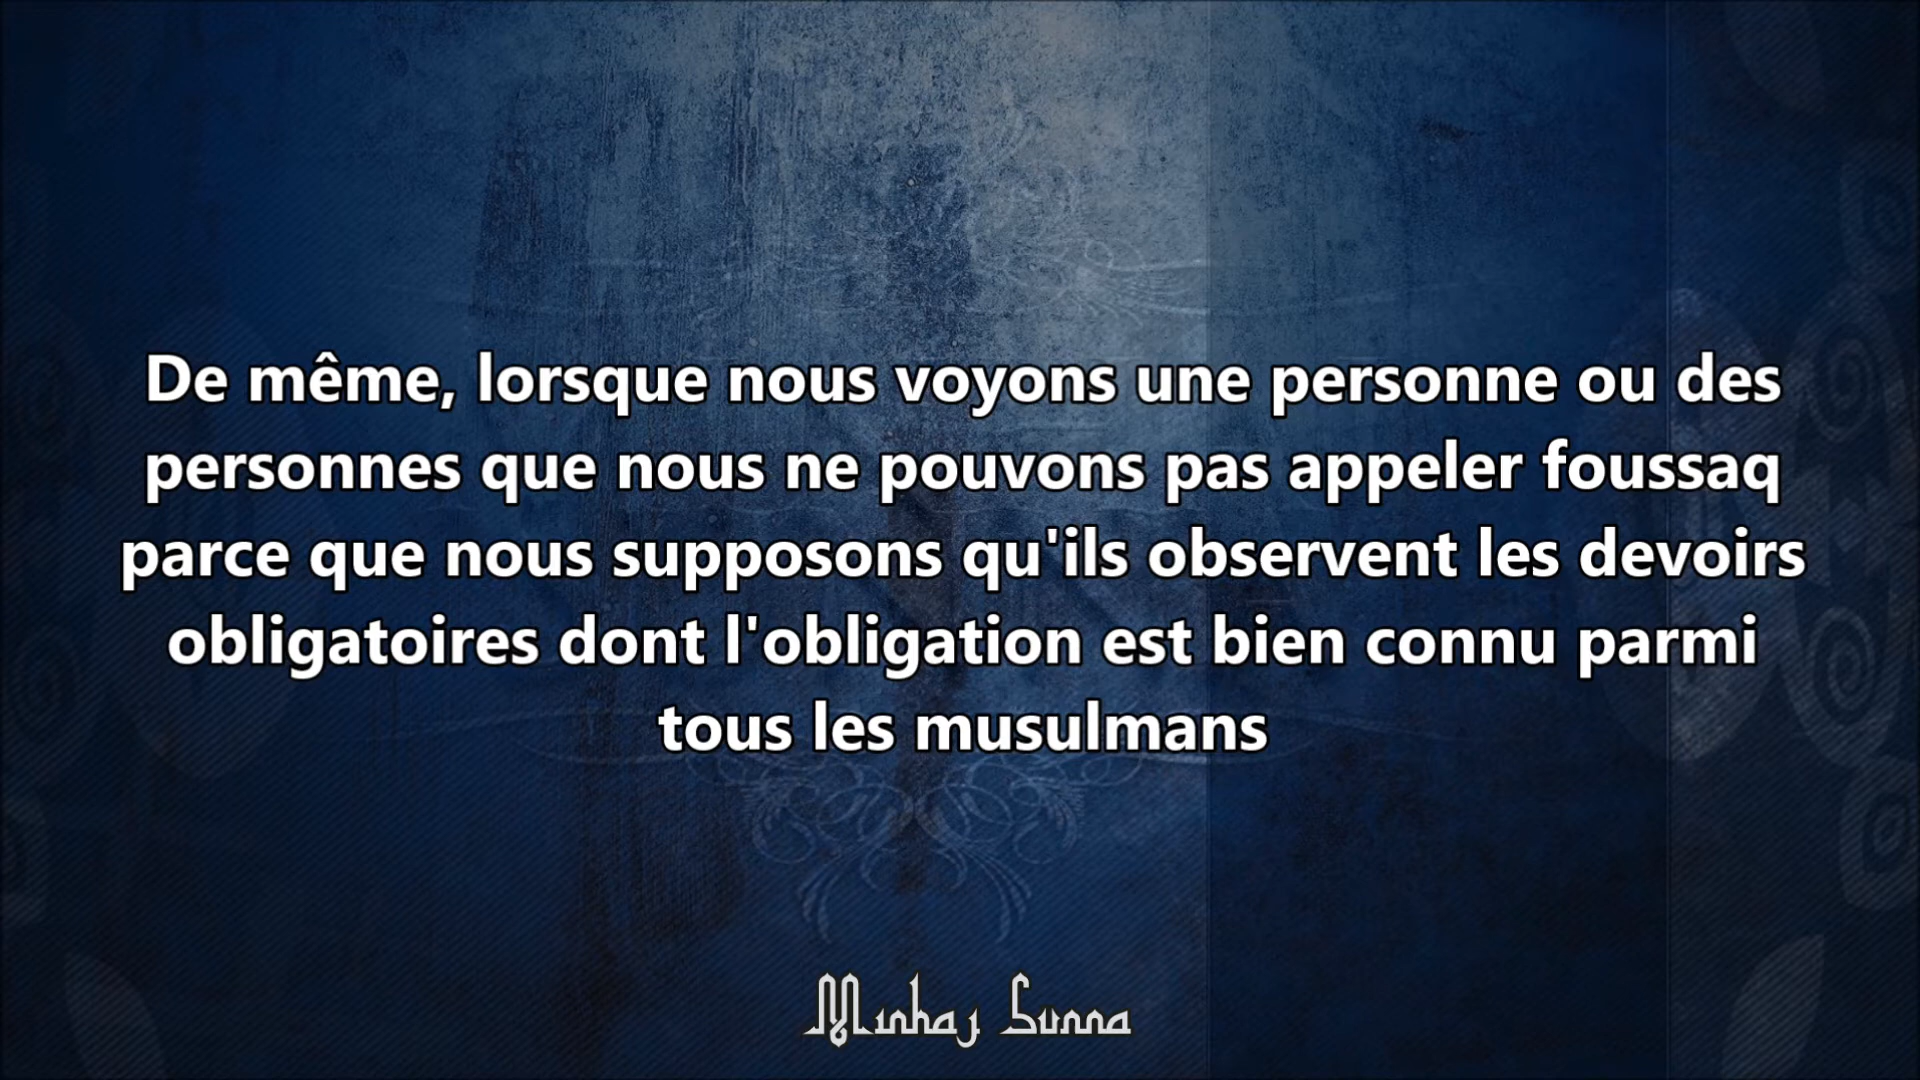 De même, lorsque nous voyons une personne ou des
personnes que nous ne pouvons pas appeler foussaq
parce que nous supposons qu'ils observent les devoirs
obligatoires dont l'obligation est bien connu parmi
tous les musulmans
Minhaj Sunna